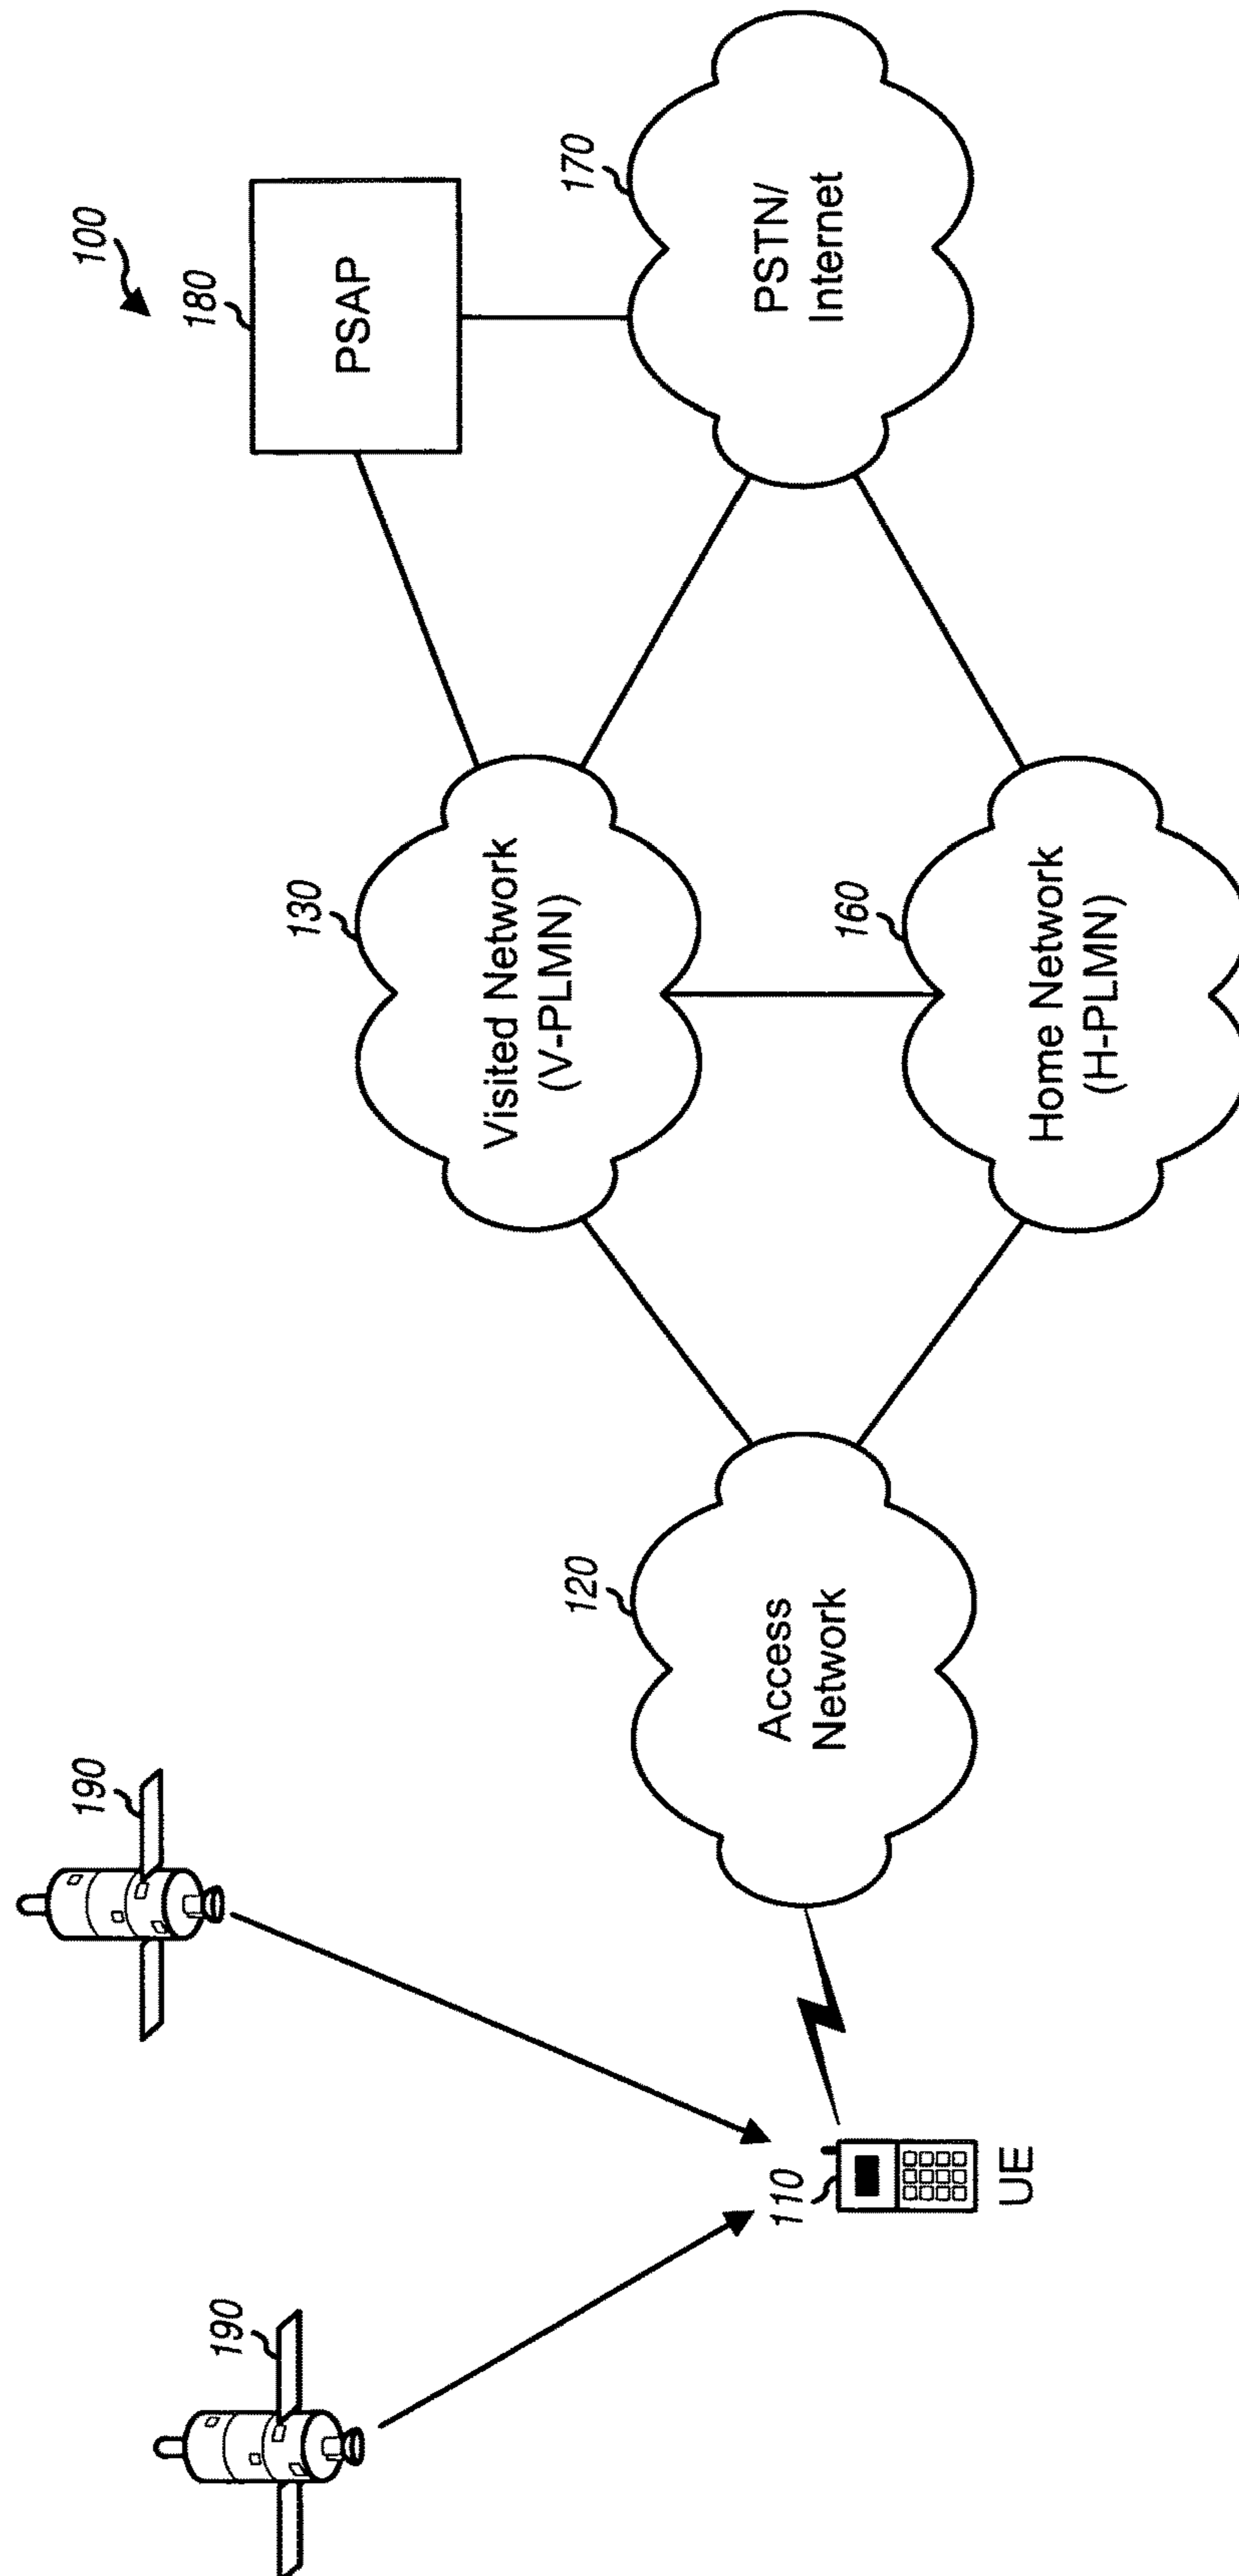 100
190
190
180
PSAP
130
Visited Network
(V-PLMN)
170
PSTN/
Internet
120
Access
Network
110
UE
160
Home Network
(H-PLMN)